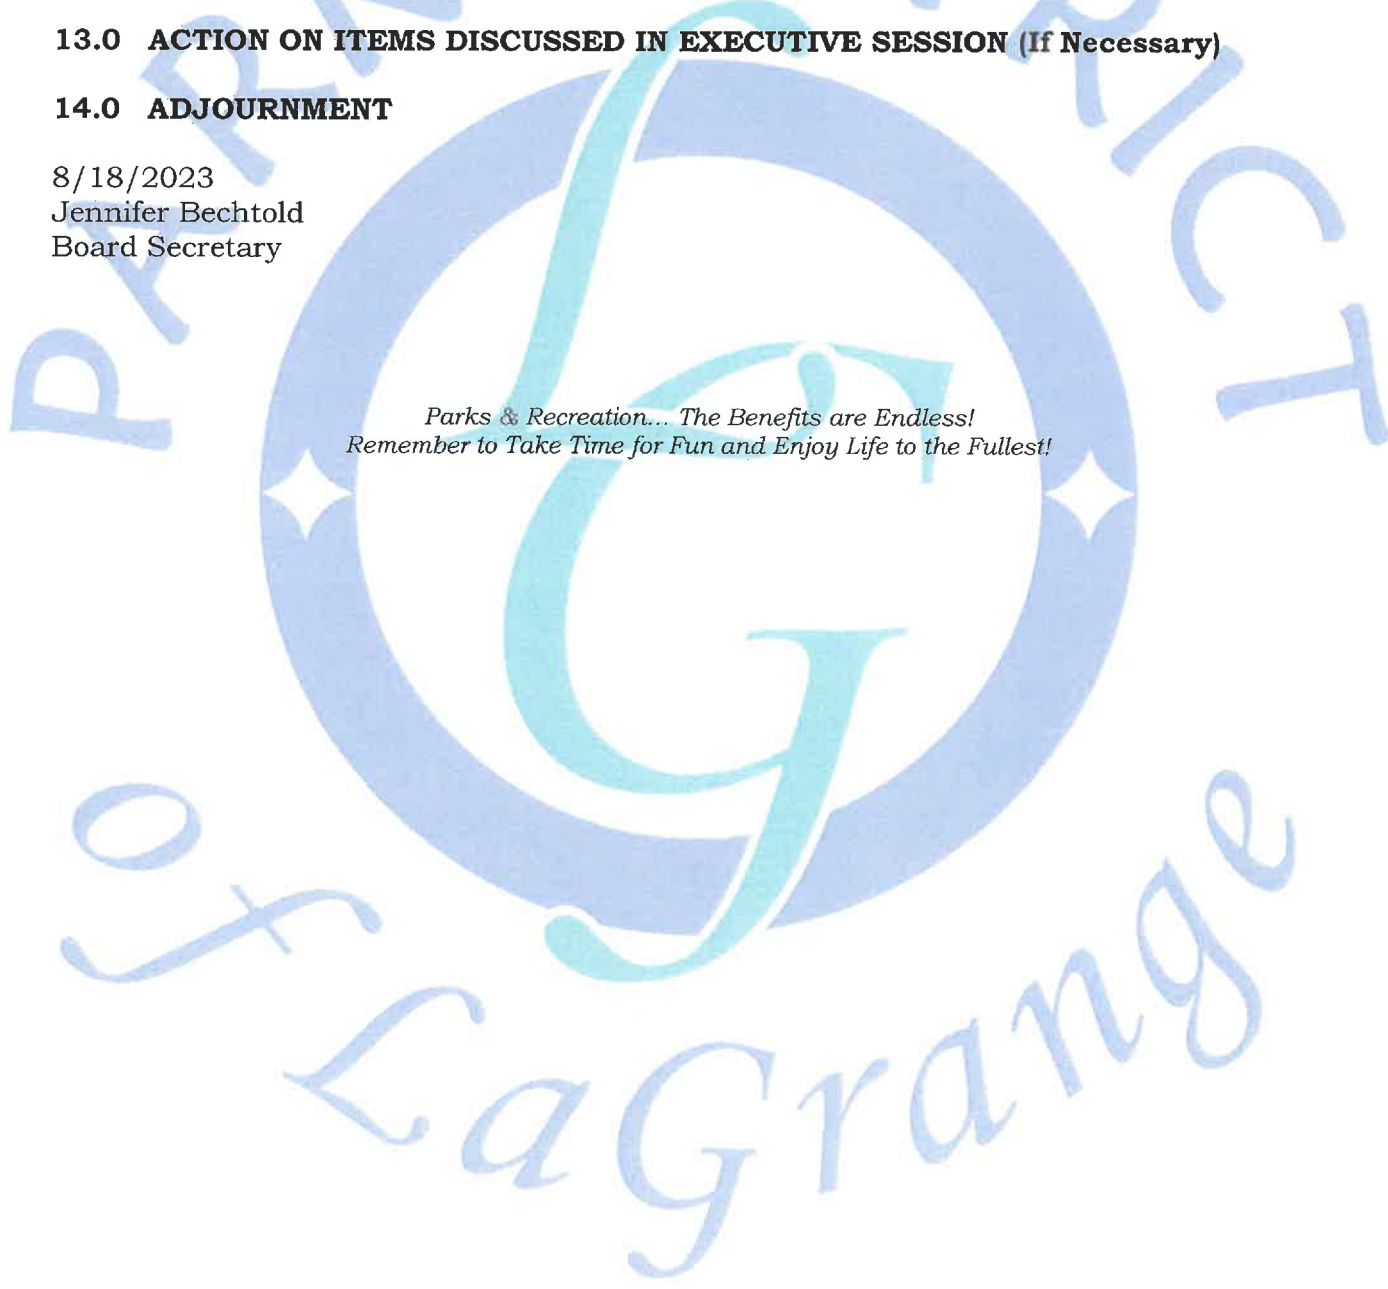 13.0 ACTION ON ITEMS DISCUSSED IN EXECUTIVE SESSION (If Necessary)
14.0 ADJOURNMENT
8/18/2023
Jennifer Bechtold
Board Secretary
Parks & Recreation... The Benefits are Endless!
Remember to Take Time for Fun and Enjoy Life to the Fullest!
of LaGrange
LG